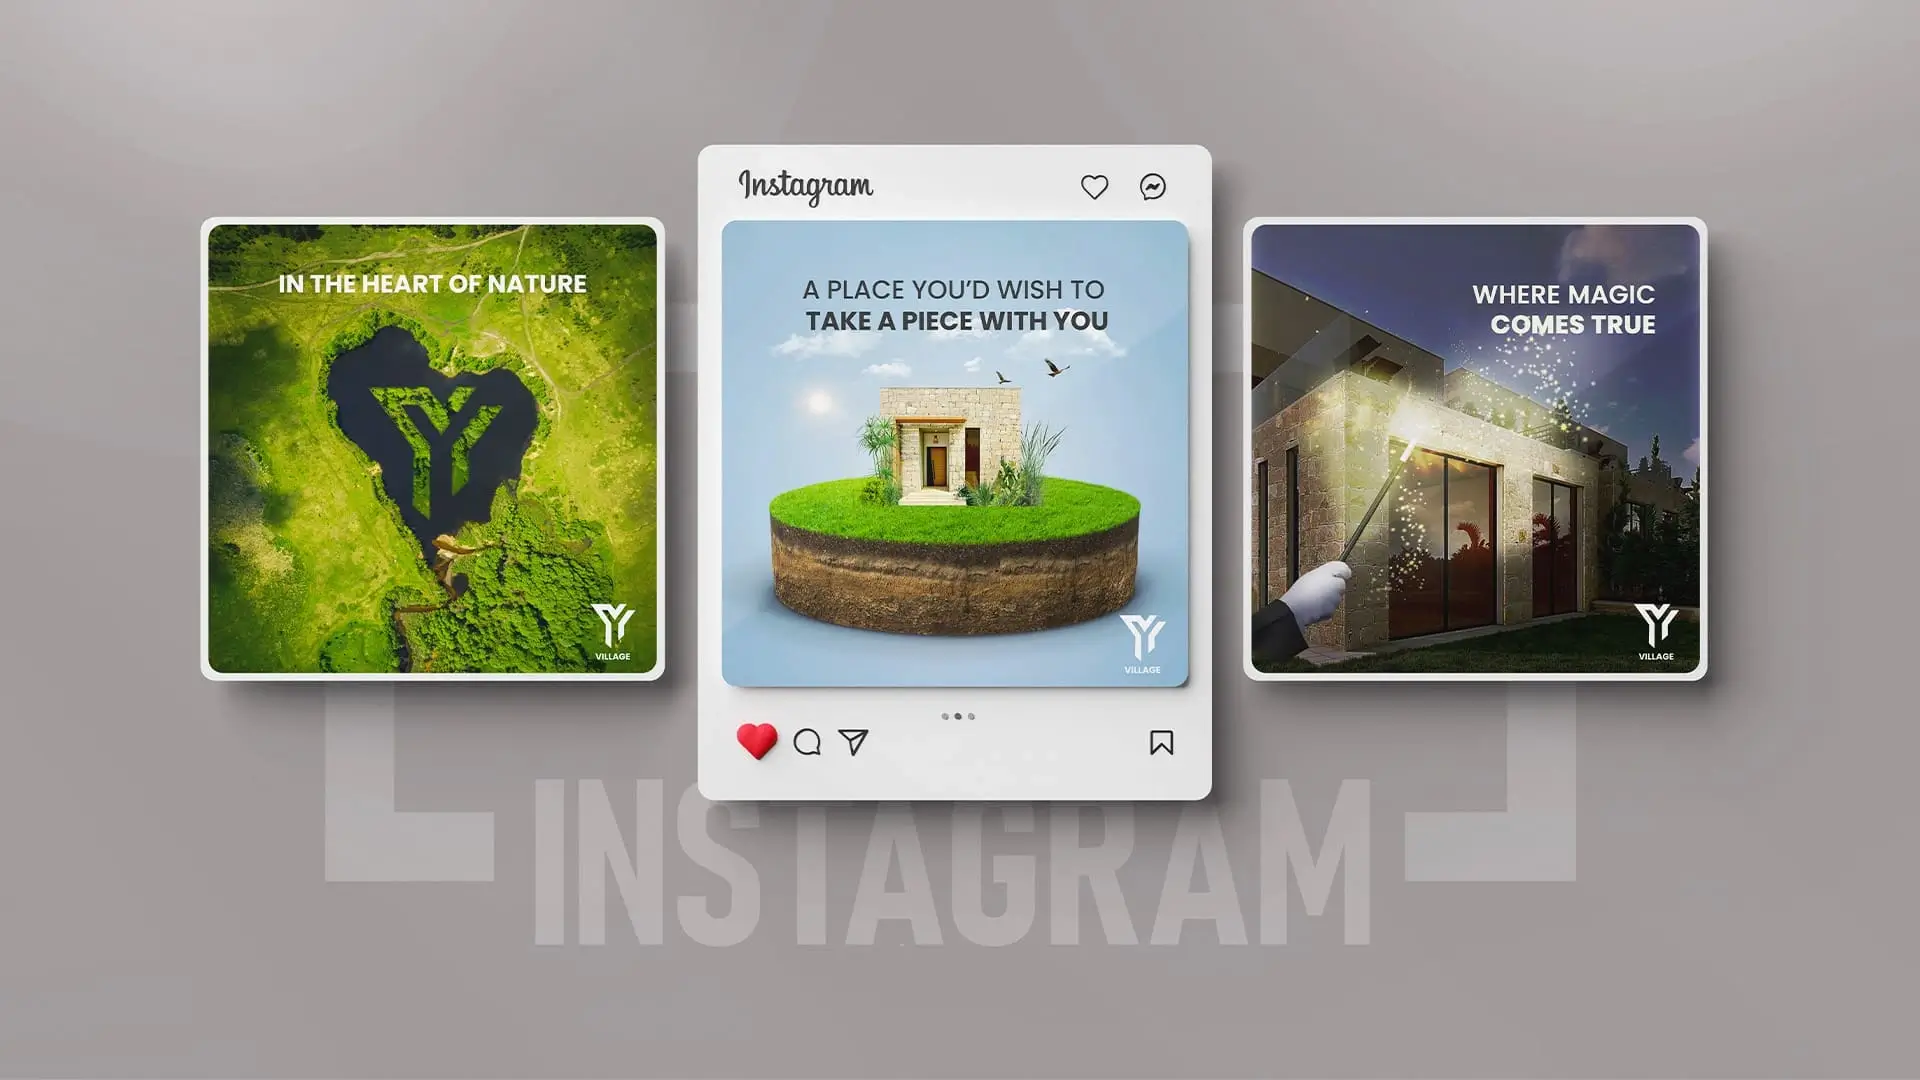 Instagram
IN THE HEART OF NATURE
VILLAGE
A PLACE YOU'D WISH TO
TAKE A PIECE WITH YOU
VILLAGE
WHERE MAGIC
COMES TRUE
VILLAGE
INSTAGRAM